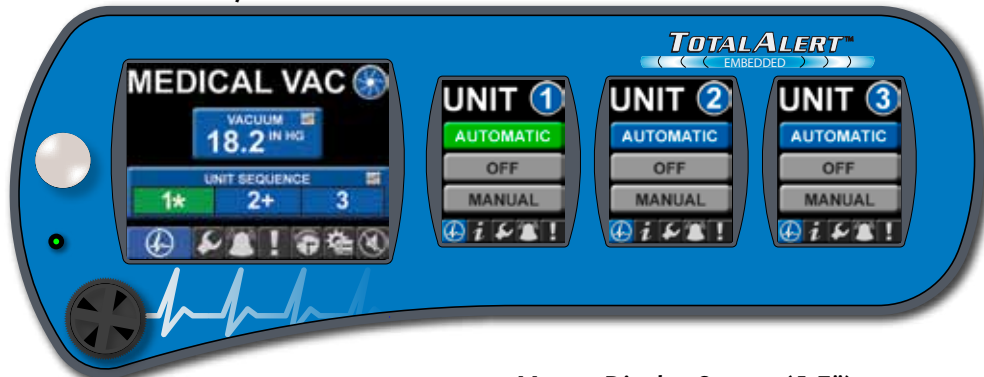 TOTALALERT™
EMBEDDED
MEDICAL VAC
VACUUM
18.2 IN HG
UNIT SEQUENCE
1* 2+ 3
UNIT 1
AUTOMATIC
OFF
MANUAL
i !
UNIT 2
AUTOMATIC
OFF
MANUAL
i !
UNIT 3
AUTOMATIC
OFF
MANUAL
i !